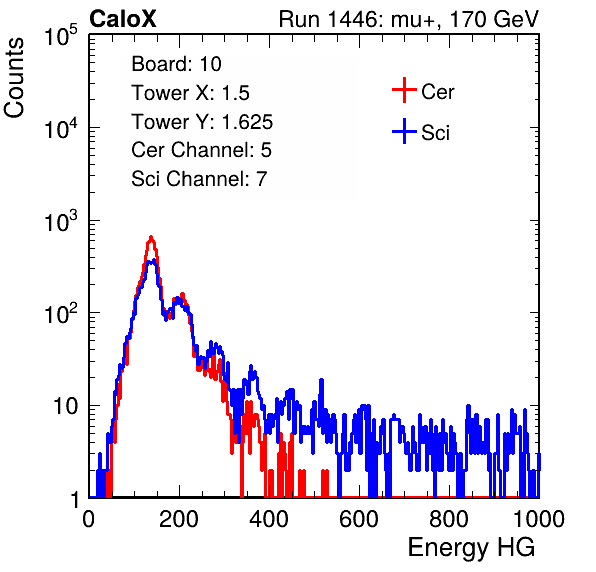 CaloX Run 1446: mu+, 170 GeV
Board: 10
Tower X: 1.5
Tower Y: 1.625
Cer Channel: 5
Sci Channel: 7
Cer
Sci
Counts
10^5
10^4
10^3
10^2
10
1
0 200 400 600 800 1000
Energy HG